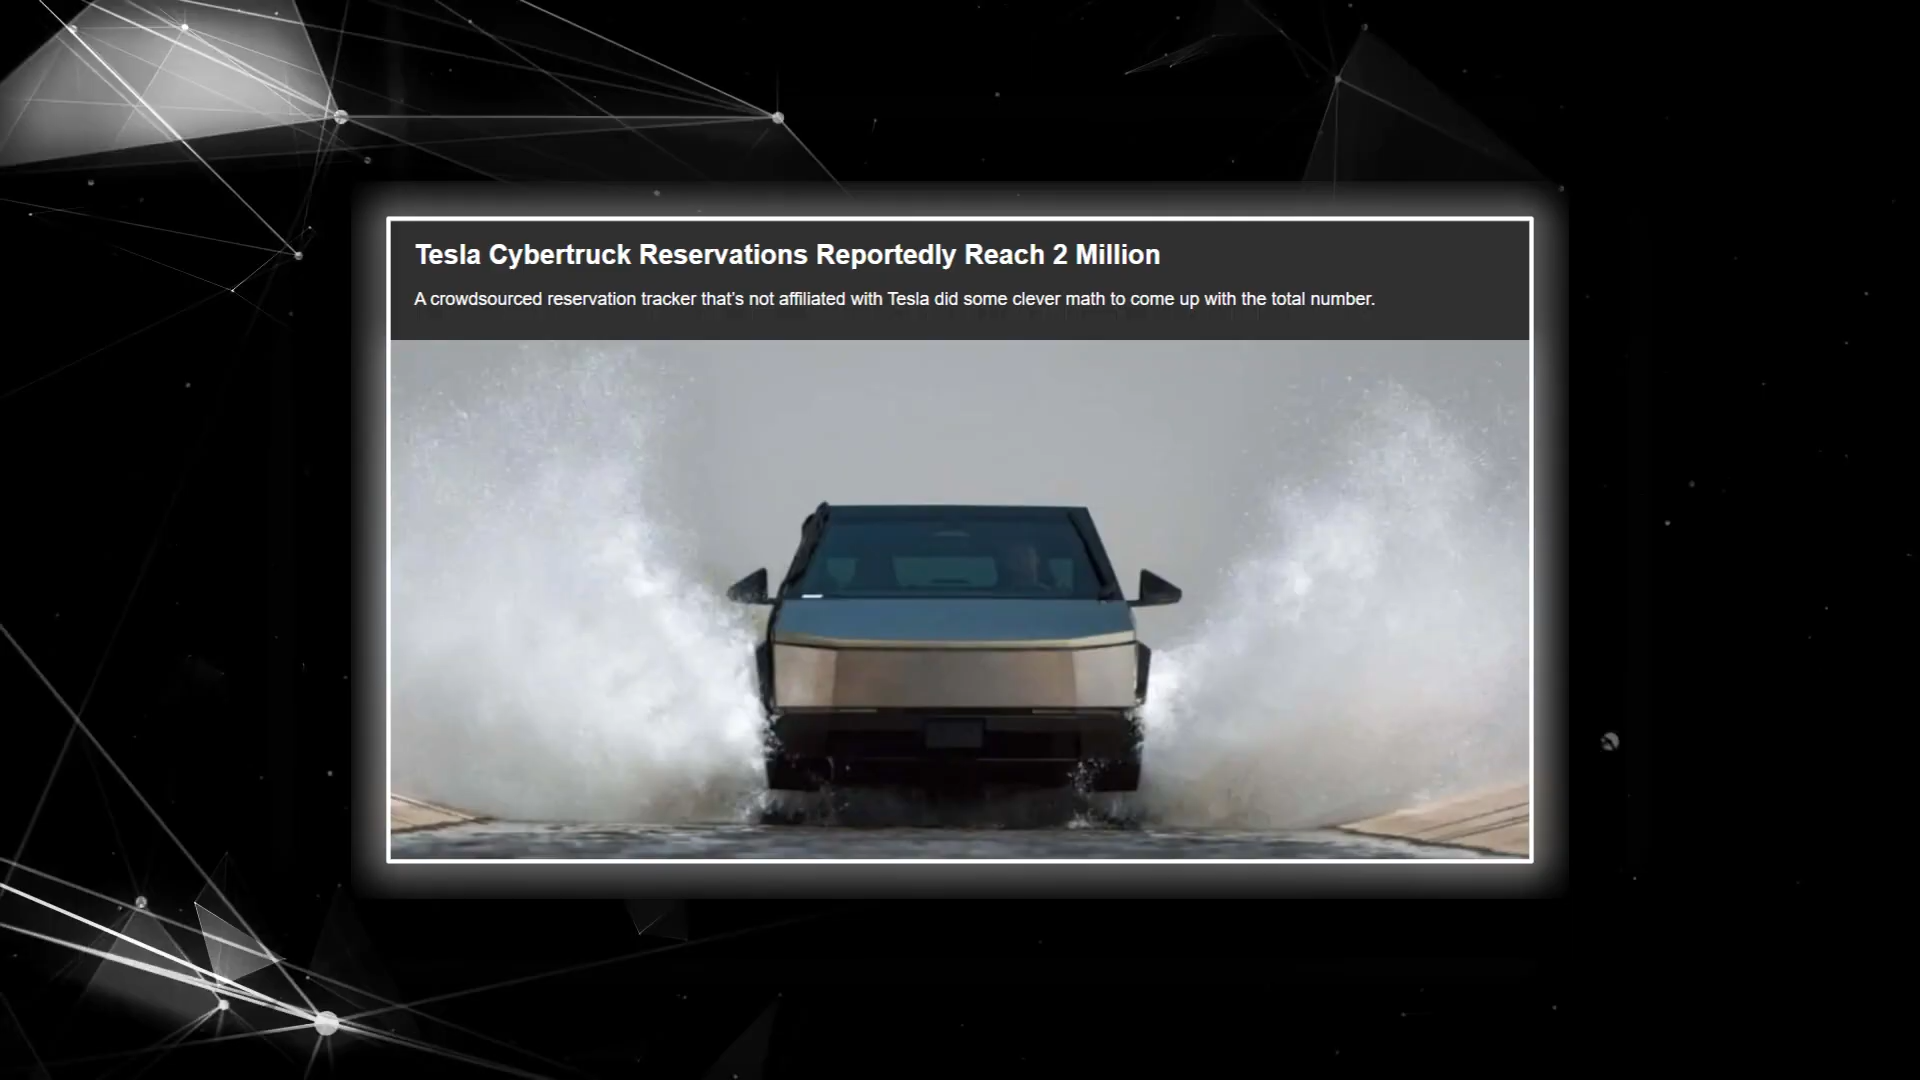 Tesla Cybertruck Reservations Reportedly Reach 2 Million
A crowdsourced reservation tracker that's not affiliated with Tesla did some clever math to come up with the total number.